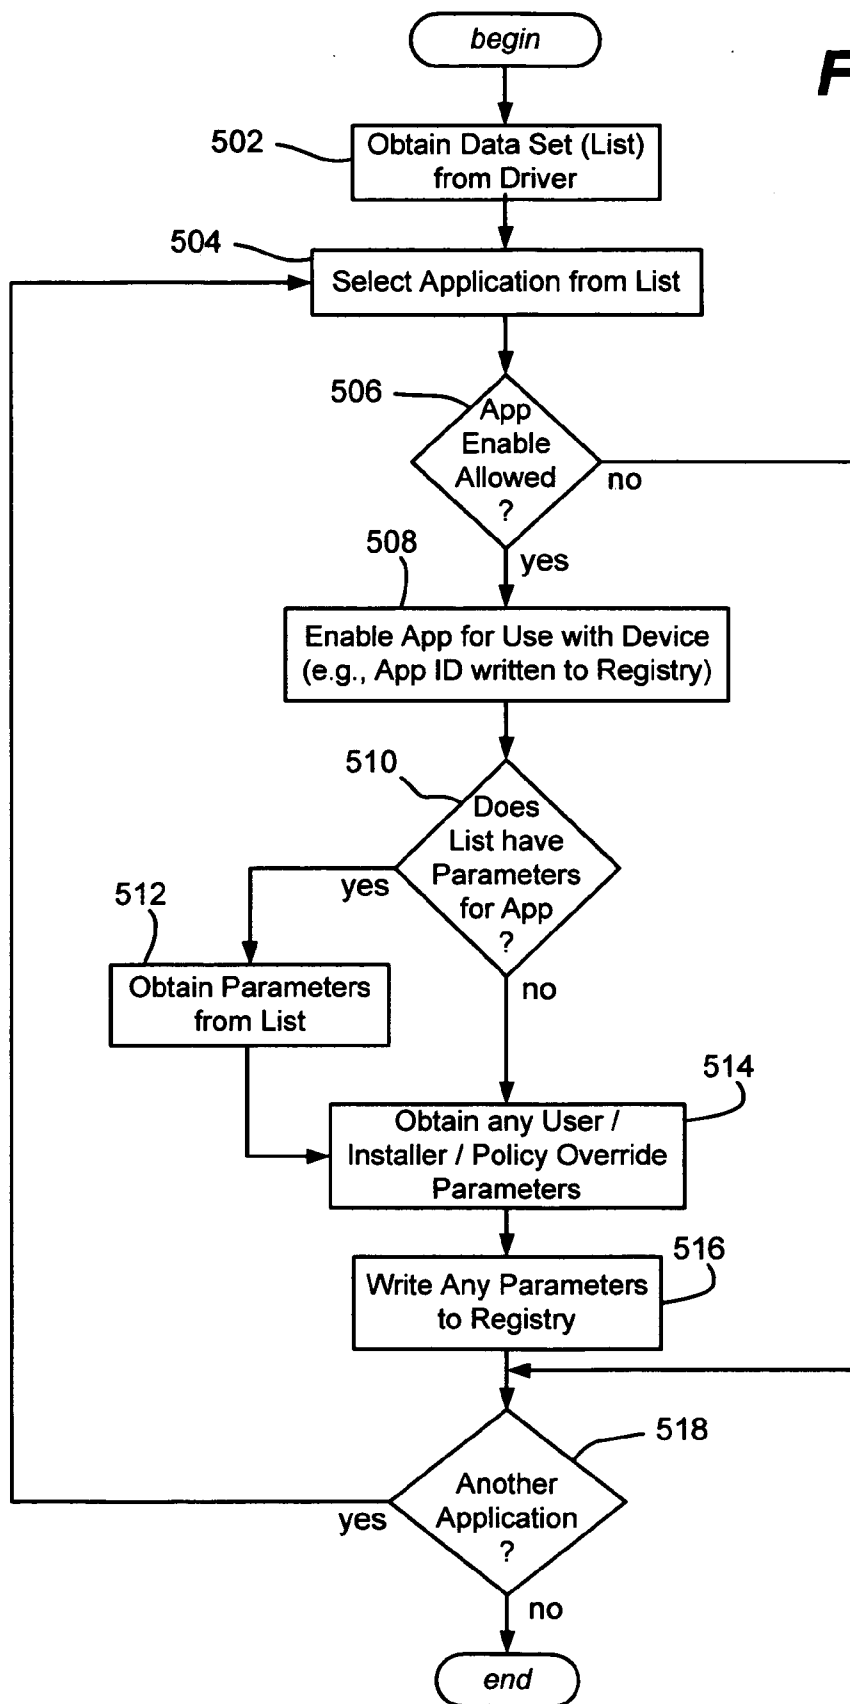 begin
F
502
Obtain Data Set (List)
from Driver
504
Select Application from List
506
App
Enable
Allowed
?
no
yes
508
Enable App for Use with Device
(e.g., App ID written to Registry)
510
Does
List have
Parameters
for App
?
yes
no
512
Obtain Parameters
from List
514
Obtain any User /
Installer / Policy Override
Parameters
516
Write Any Parameters
to Registry
518
Another
Application
?
yes
no
end